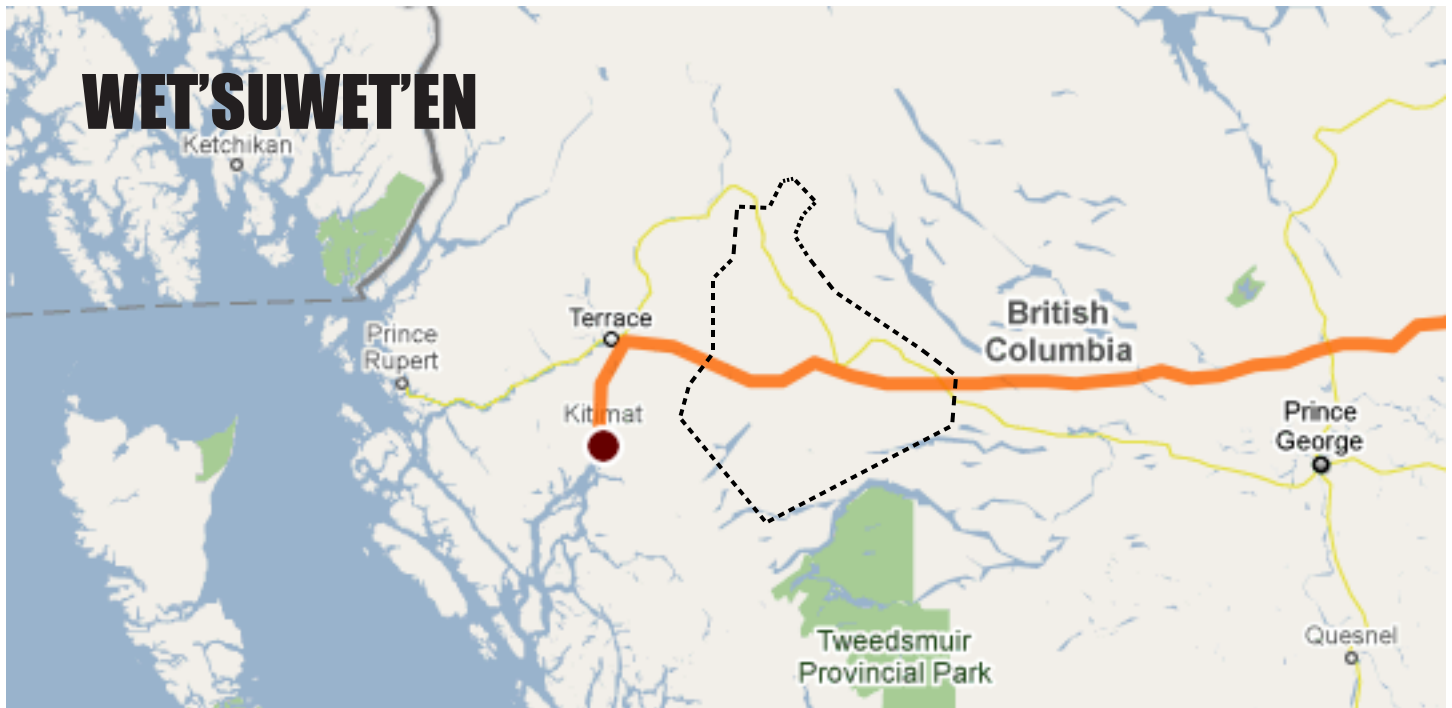 WET’SUWET’EN
Ketchikan
Prince
Rupert
Terrace
Kitimat
British
Columbia
Prince
George
Tweedsmuir
Provincial Park
Quesnel